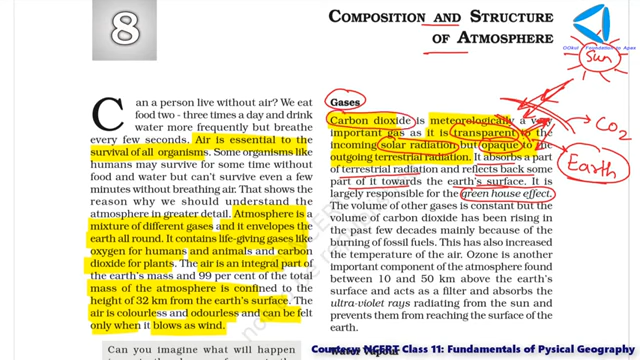 8
COMPOSITION AND STRUCTURE
OF ATMOSPHERE
Sun
CO2
Earth
Can a person live without air? We eat
food two - three times a day and drink
water more frequently but breathe
every few seconds. Air is essential to the
survival of all organisms. Some organisms like
humans may survive for some time without
food and water but can't survive even a few
minutes without breathing air. That shows the
reason why we should understand the
atmosphere in greater detail. Atmosphere is a
mixture of different gases and it envelopes the
earth all round. It contains life-giving gases like
oxygen for humans and animals and carbon
dioxide for plants. The air is an integral part of
the earth's mass and 99 per cent of the total
mass of the atmosphere is confined to the
height of 32 km from the earth's surface. The
air is colourless and odourless and can be felt
only when it blows as wind.
Can you imagine what will happen
Gases
Carbon dioxide is meteorologically a very
important gas as it is transparent to the
incoming solar radiation but opaque to the
outgoing terrestrial radiation. It absorbs a part
of terrestrial radiation and reflects back some
part of it towards the earth's surface. It is
largely responsible for the green house effect.
The volume of other gases is constant but the
volume of carbon dioxide has been rising in
the past few decades mainly because of the
burning of fossil fuels. This has also increased
the temperature of the air. Ozone is another
important component of the atmosphere found
between 10 and 50 km above the earth's
surface and acts as a filter and absorbs the
ultra-violet rays radiating from the sun and
prevents them from reaching the surface of the
earth.
Water Vapour
Courtesy: NCERT Class 11: Fundamentals of Pysical Geography